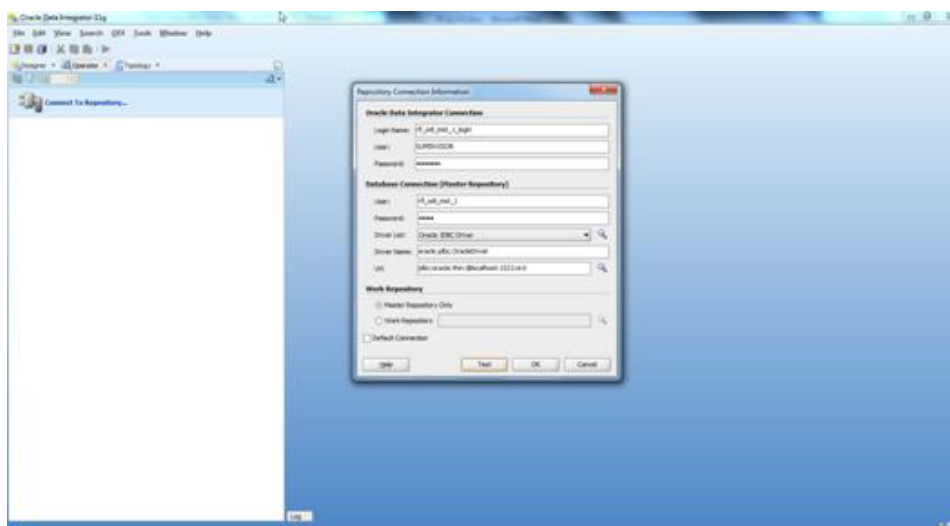 Oracle Data Integrator 11g
File Edit View Search ODI Tools Window Help
Designer Operator Topology
Connect To Repository...
Repository Connection Information
Oracle Data Integrator Connection
Login Name:
User: SUPERVISOR
Password:
Database Connection (Master Repository)
User:
Password:
Driver List: Oracle JDBC Driver
Driver Name: oracle.jdbc.OracleDriver
Url:
Work Repository
Master Repository Only
Work Repository
Default Connection
Help Test OK Cancel
Log